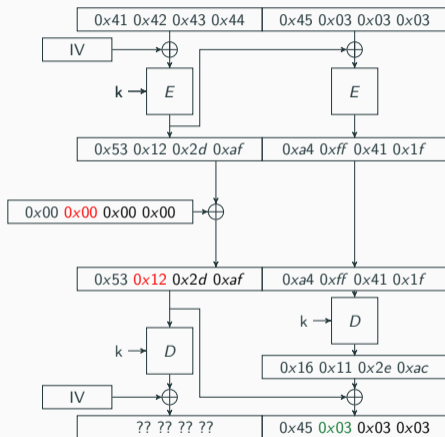 0x41 0x42 0x43 0x44 0x45 0x03 0x03 0x03
IV
k E E
0x53 0x12 0x2d 0xaf 0xa4 0xff 0x41 0x1f
0x00 0x00 0x00 0x00
0x53 0x12 0x2d 0xaf 0xa4 0xff 0x41 0x1f
k D
k D
0x16 0x11 0x2e 0xac
IV
?? ?? ?? ?? 0x45 0x03 0x03 0x03